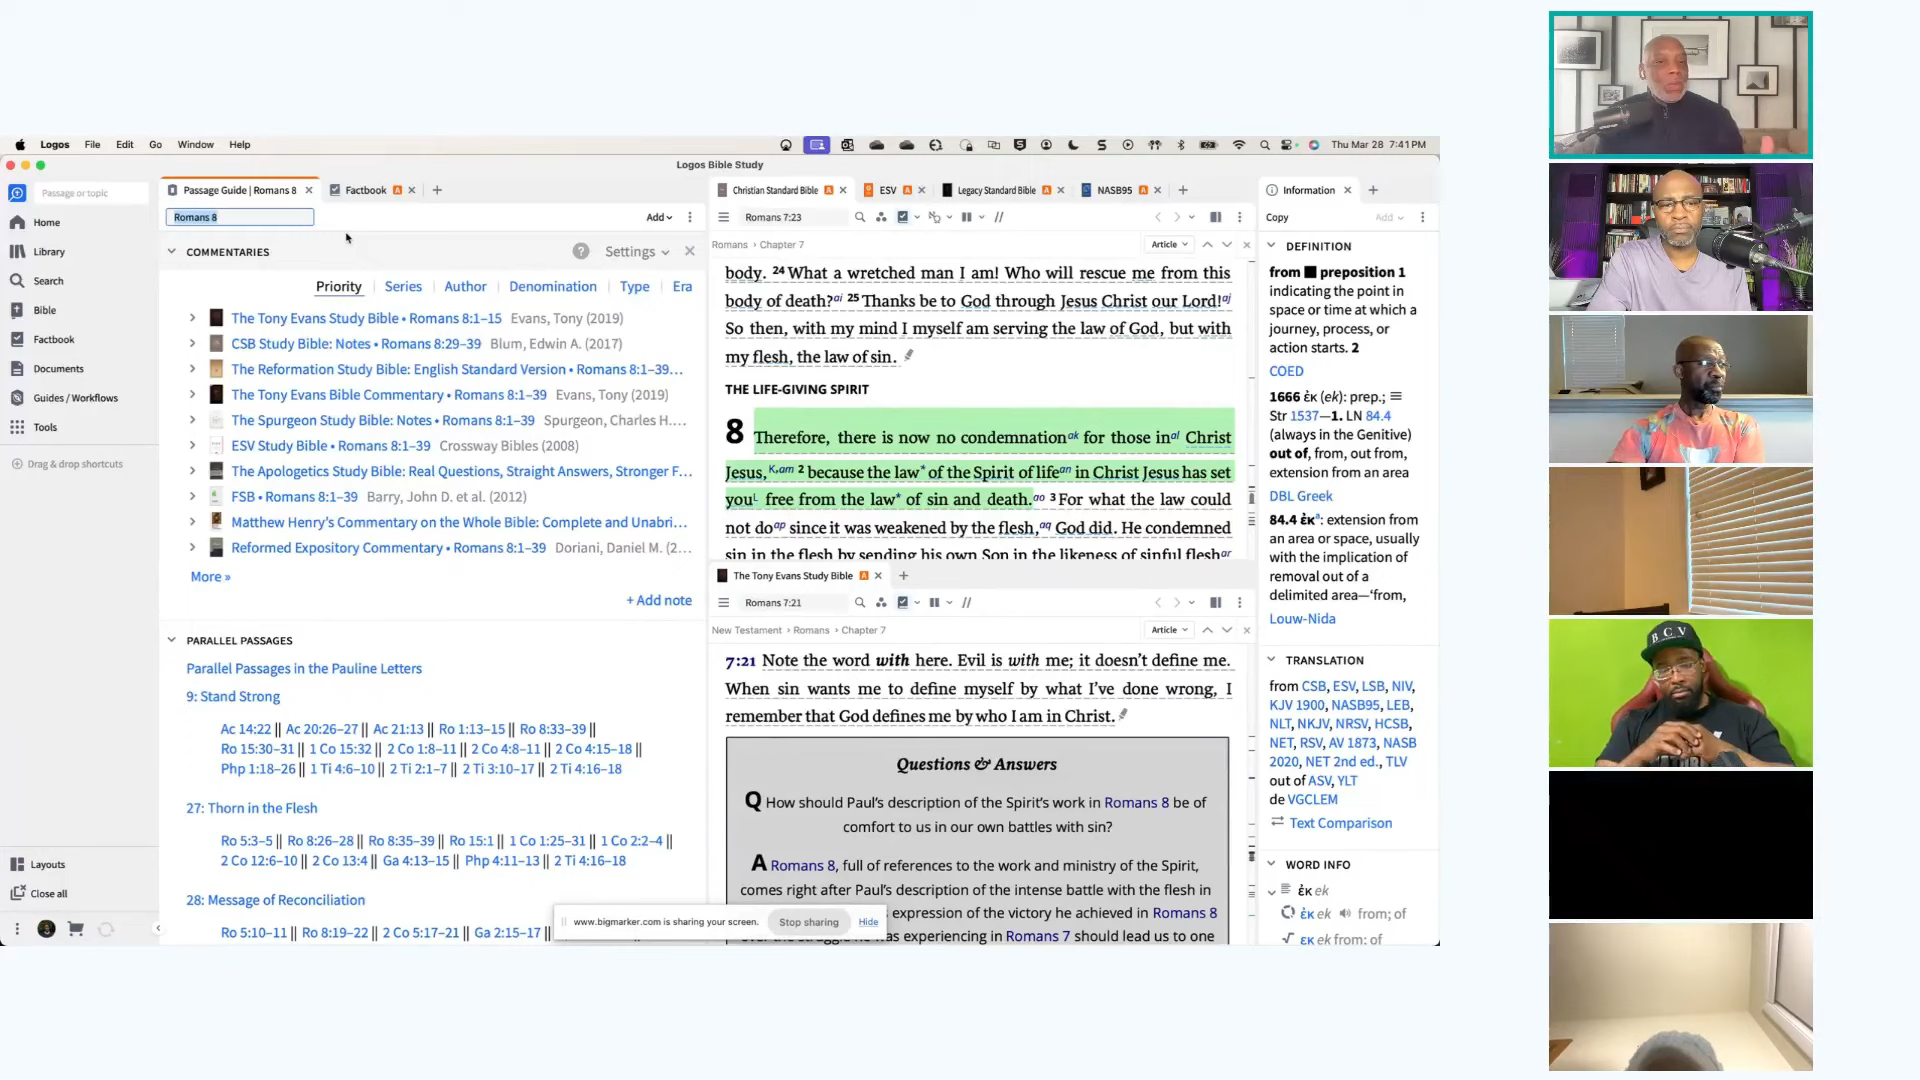 Logos File Edit Go Window Help
Thu Mar 28 7:41 PM
Logos Bible Study
Passage or topic
Home
Library
Search
Bible
Factbook
Documents
Guides / Workflows
Tools
Drag & drop shortcuts
Layouts
Close all
Passage Guide | Romans 8
Factbook A
Romans 8
Add
COMMENTARIES
? Settings
Priority Series Author Denomination Type Era
The Tony Evans Study Bible • Romans 8:1–15 Evans, Tony (2019)
CSB Study Bible: Notes • Romans 8:29–39 Blum, Edwin A. (2017)
The Reformation Study Bible: English Standard Version • Romans 8:1–39...
The Tony Evans Bible Commentary • Romans 8:1–39 Evans, Tony (2019)
The Spurgeon Study Bible: Notes • Romans 8:1–39 Spurgeon, Charles H....
ESV Study Bible • Romans 8:1–39 Crossway Bibles (2008)
The Apologetics Study Bible: Real Questions, Straight Answers, Stronger F...
FSB • Romans 8:1–39 Barry, John D. et al. (2012)
Matthew Henry's Commentary on the Whole Bible: Complete and Unabri...
Reformed Expository Commentary • Romans 8:1–39 Doriani, Daniel M. (2...
More »
+ Add note
PARALLEL PASSAGES
Parallel Passages in the Pauline Letters
9: Stand Strong
Ac 14:22 || Ac 20:26–27 || Ac 21:13 || Ro 1:13–15 || Ro 8:33–39 ||
Ro 15:30–31 || 1 Co 15:32 || 2 Co 1:8–11 || 2 Co 4:8–11 || 2 Co 4:15–18 ||
Php 1:18–26 || 1 Ti 4:6–10 || 2 Ti 2:1–7 || 2 Ti 3:10–17 || 2 Ti 4:16–18
27: Thorn in the Flesh
Ro 5:3–5 || Ro 8:26–28 || Ro 8:35–39 || Ro 15:1 || 1 Co 1:25–31 || 1 Co 2:2–4 ||
2 Co 12:6–10 || 2 Co 13:4 || Ga 4:13–15 || Php 4:11–13 || 2 Ti 4:16–18
28: Message of Reconciliation
Ro 5:10–11 || Ro 8:19–22 || 2 Co 5:17–21 || Ga 2:15–17 ||
www.bigmarker.com is sharing your screen. Stop sharing Hide
Christian Standard Bible A
ESV A
Legacy Standard Bible A
NASB95 A
Romans 7:23
Romans › Chapter 7
Article
body. 24 What a wretched man I am! Who will rescue me from this
body of death?ai 25 Thanks be to God through Jesus Christ our Lord!aj
So then, with my mind I myself am serving the law of God, but with
my flesh, the law of sin.
THE LIFE-GIVING SPIRIT
8 Therefore, there is now no condemnationak for those inal Christ
Jesus,K,am 2 because the law* of the Spirit of lifean in Christ Jesus has set
youL free from the law* of sin and death.ao 3 For what the law could
not doap since it was weakened by the flesh,aq God did. He condemned
sin in the flesh by sending his own Son in the likeness of sinful fleshar
The Tony Evans Study Bible A
Romans 7:21
New Testament › Romans › Chapter 7
Article
7:21 Note the word with here. Evil is with me; it doesn't define me.
When sin wants me to define myself by what I've done wrong, I
remember that God defines me by who I am in Christ.
Questions & Answers
Q How should Paul's description of the Spirit's work in Romans 8 be of
comfort to us in our own battles with sin?
A Romans 8, full of references to the work and ministry of the Spirit,
comes right after Paul's description of the intense battle with the flesh in
expression of the victory he achieved in Romans 8
was experiencing in Romans 7 should lead us to one
Information
Copy
Add
DEFINITION
from ■ preposition 1
indicating the point in
space or time at which a
journey, process, or
action starts. 2
COED
1666 ἐκ (ek): prep.; ≡
Str 1537—1. LN 84.4
(always in the Genitive)
out of, from, out from,
extension from an area
DBL Greek
84.4 ἐκa: extension from
an area or space, usually
with the implication of
removal out of a
delimited area—‘from,
Louw-Nida
TRANSLATION
from CSB, ESV, LSB, NIV,
KJV 1900, NASB95, LEB,
NLT, NKJV, NRSV, HCSB,
NET, RSV, AV 1873, NASB
2020, NET 2nd ed., TLV
out of ASV, YLT
de VGCLEM
Text Comparison
WORD INFO
ἐκ ek
ἐκ ek from; of
εκ ek from; of
B.C.V